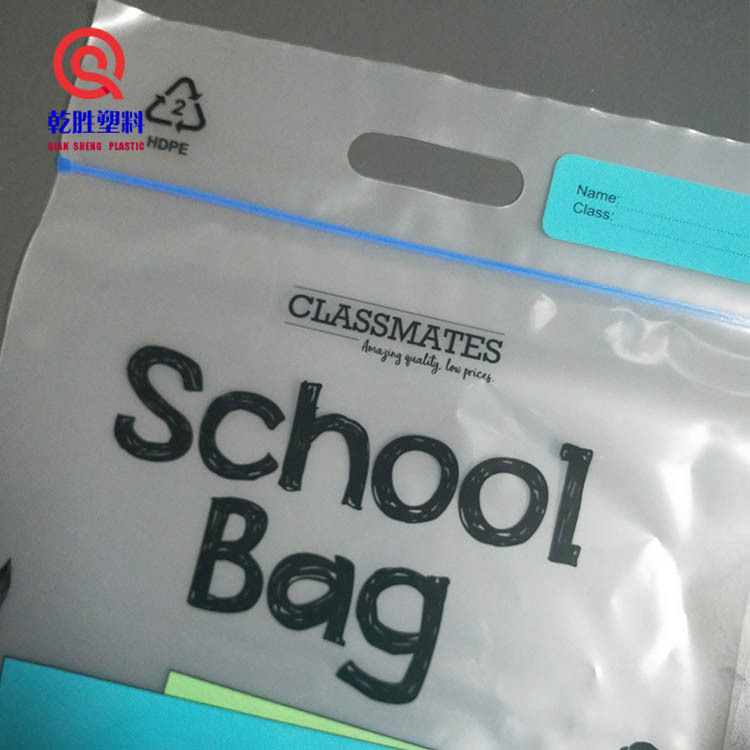 乾胜塑料
QIAN SHENG PLASTIC
2
HDPE
Name:
Class:
CLASSMATES
Amazing quality, low prices.
School
Bag